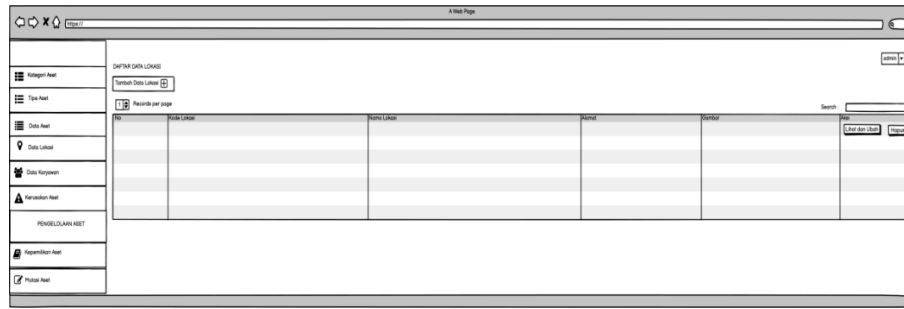 A Web Page
https://
admin
Kategori Aset
Tipe Aset
Data Aset
Data Lokasi
Data Karyawan
Kerusakan Aset
PENGELOLAAN ASET
Kepemilikan Aset
Mutasi Aset
DAFTAR DATA LOKASI
Tambah Data Lokasi
1 Records per page
Search :
No Kode Lokasi Nama Lokasi Alamat Gambar Aksi
Lihat dan Ubah Hapus